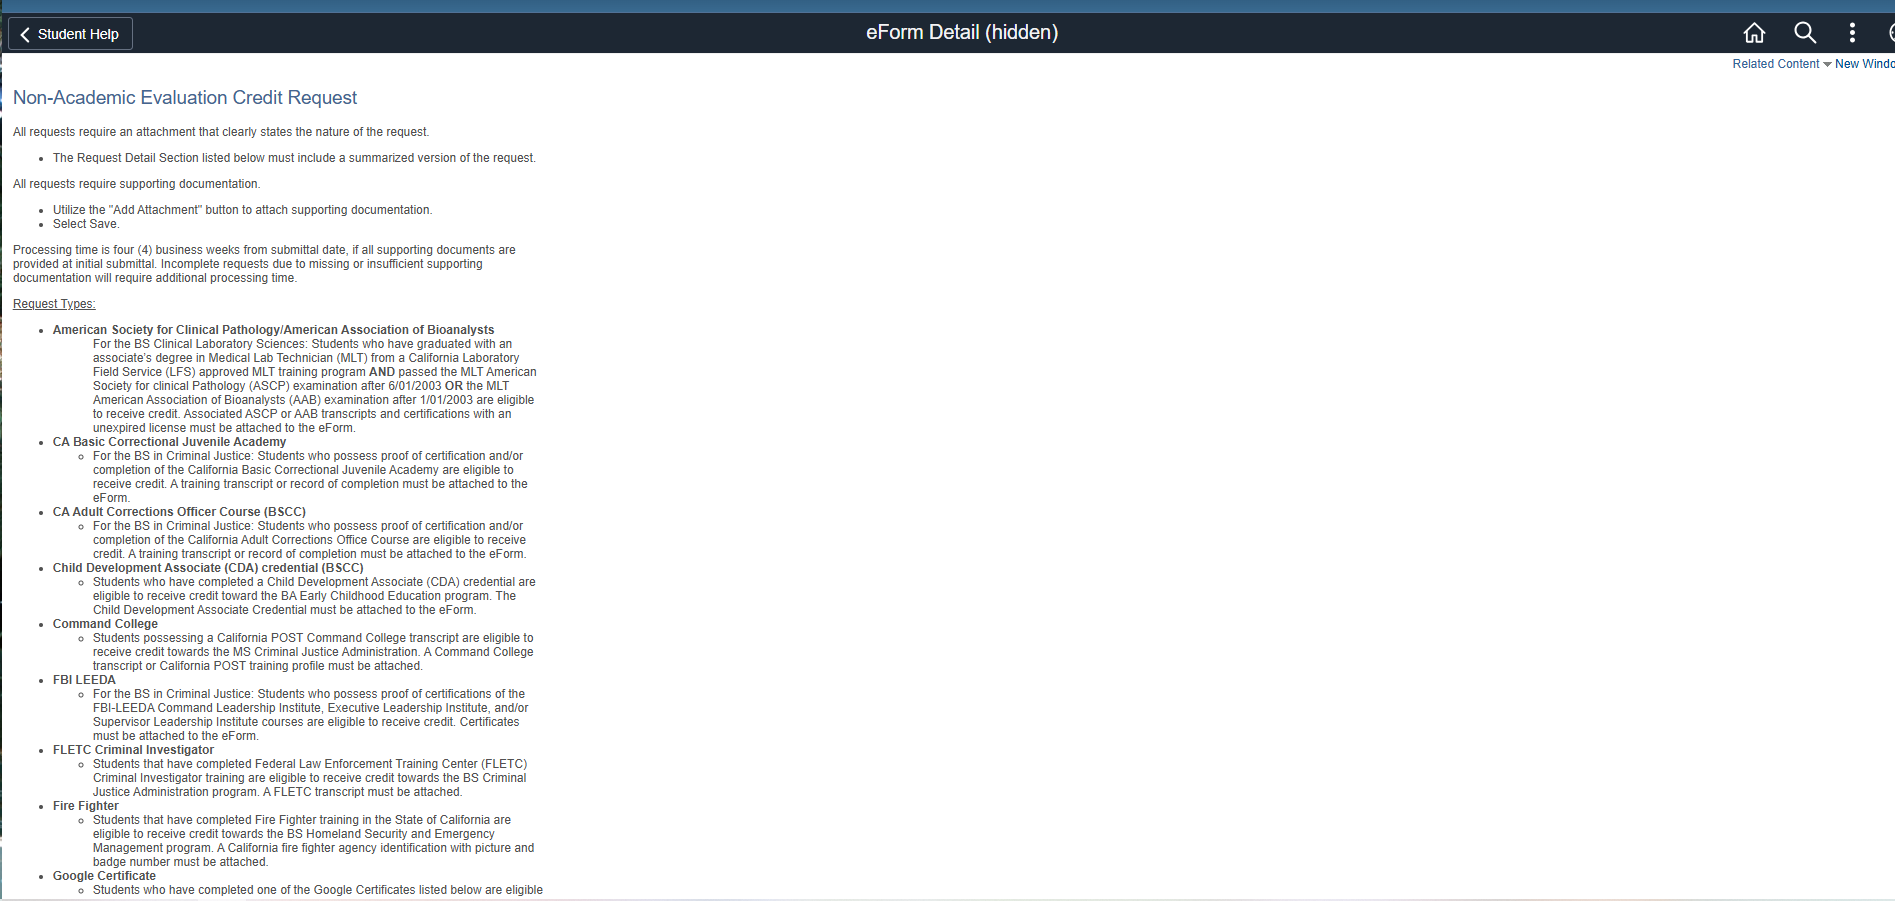 Student Help
eForm Detail (hidden)
Related Content New Windo
Non-Academic Evaluation Credit Request
All requests require an attachment that clearly states the nature of the request.
The Request Detail Section listed below must include a summarized version of the request.
All requests require supporting documentation.
Utilize the "Add Attachment" button to attach supporting documentation.
Select Save.
Processing time is four (4) business weeks from submittal date, if all supporting documents are
provided at initial submittal. Incomplete requests due to missing or insufficient supporting
documentation will require additional processing time.
Request Types:
American Society for Clinical Pathology/American Association of Bioanalysts
For the BS Clinical Laboratory Sciences: Students who have graduated with an
associate's degree in Medical Lab Technician (MLT) from a California Laboratory
Field Service (LFS) approved MLT training program AND passed the MLT American
Society for clinical Pathology (ASCP) examination after 6/01/2003 OR the MLT
American Association of Bioanalysts (AAB) examination after 1/01/2003 are eligible
to receive credit. Associated ASCP or AAB transcripts and certifications with an
unexpired license must be attached to the eForm.
CA Basic Correctional Juvenile Academy
For the BS in Criminal Justice: Students who possess proof of certification and/or
completion of the California Basic Correctional Juvenile Academy are eligible to
receive credit. A training transcript or record of completion must be attached to the
eForm.
CA Adult Corrections Officer Course (BSCC)
For the BS in Criminal Justice: Students who possess proof of certification and/or
completion of the California Adult Corrections Office Course are eligible to receive
credit. A training transcript or record of completion must be attached to the eForm.
Child Development Associate (CDA) credential (BSCC)
Students who have completed a Child Development Associate (CDA) credential are
eligible to receive credit toward the BA Early Childhood Education program. The
Child Development Associate Credential must be attached to the eForm.
Command College
Students possessing a California POST Command College transcript are eligible to
receive credit towards the MS Criminal Justice Administration. A Command College
transcript or California POST training profile must be attached.
FBI LEEDA
For the BS in Criminal Justice: Students who possess proof of certifications of the
FBI-LEEDA Command Leadership Institute, Executive Leadership Institute, and/or
Supervisor Leadership Institute courses are eligible to receive credit. Certificates
must be attached to the eForm.
FLETC Criminal Investigator
Students that have completed Federal Law Enforcement Training Center (FLETC)
Criminal Investigator training are eligible to receive credit towards the BS Criminal
Justice Administration program. A FLETC transcript must be attached.
Fire Fighter
Students that have completed Fire Fighter training in the State of California are
eligible to receive credit towards the BS Homeland Security and Emergency
Management program. A California fire fighter agency identification with picture and
badge number must be attached.
Google Certificate
Students who have completed one of the Google Certificates listed below are eligible